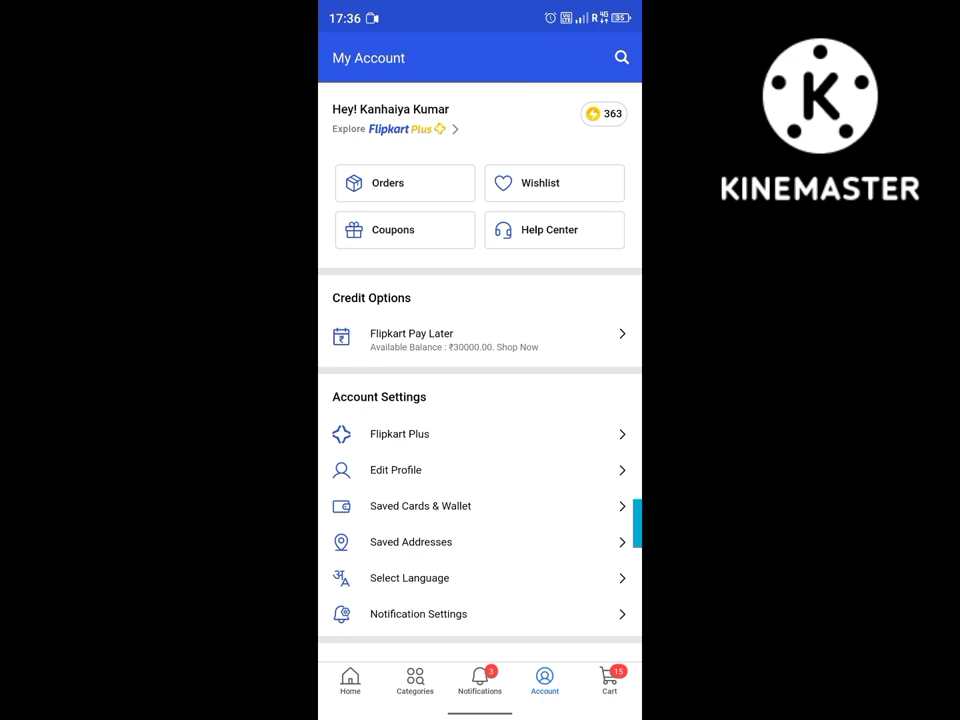 17:36
R 4G 35
My Account
KINEMASTER
Hey! Kanhaiya Kumar
363
Explore Flipkart Plus
Orders
Wishlist
Coupons
Help Center
Credit Options
Flipkart Pay Later
Available Balance : ₹30000.00. Shop Now
Account Settings
Flipkart Plus
Edit Profile
Saved Cards & Wallet
Saved Addresses
Select Language
Notification Settings
3
15
Home
Categories
Notifications
Account
Cart